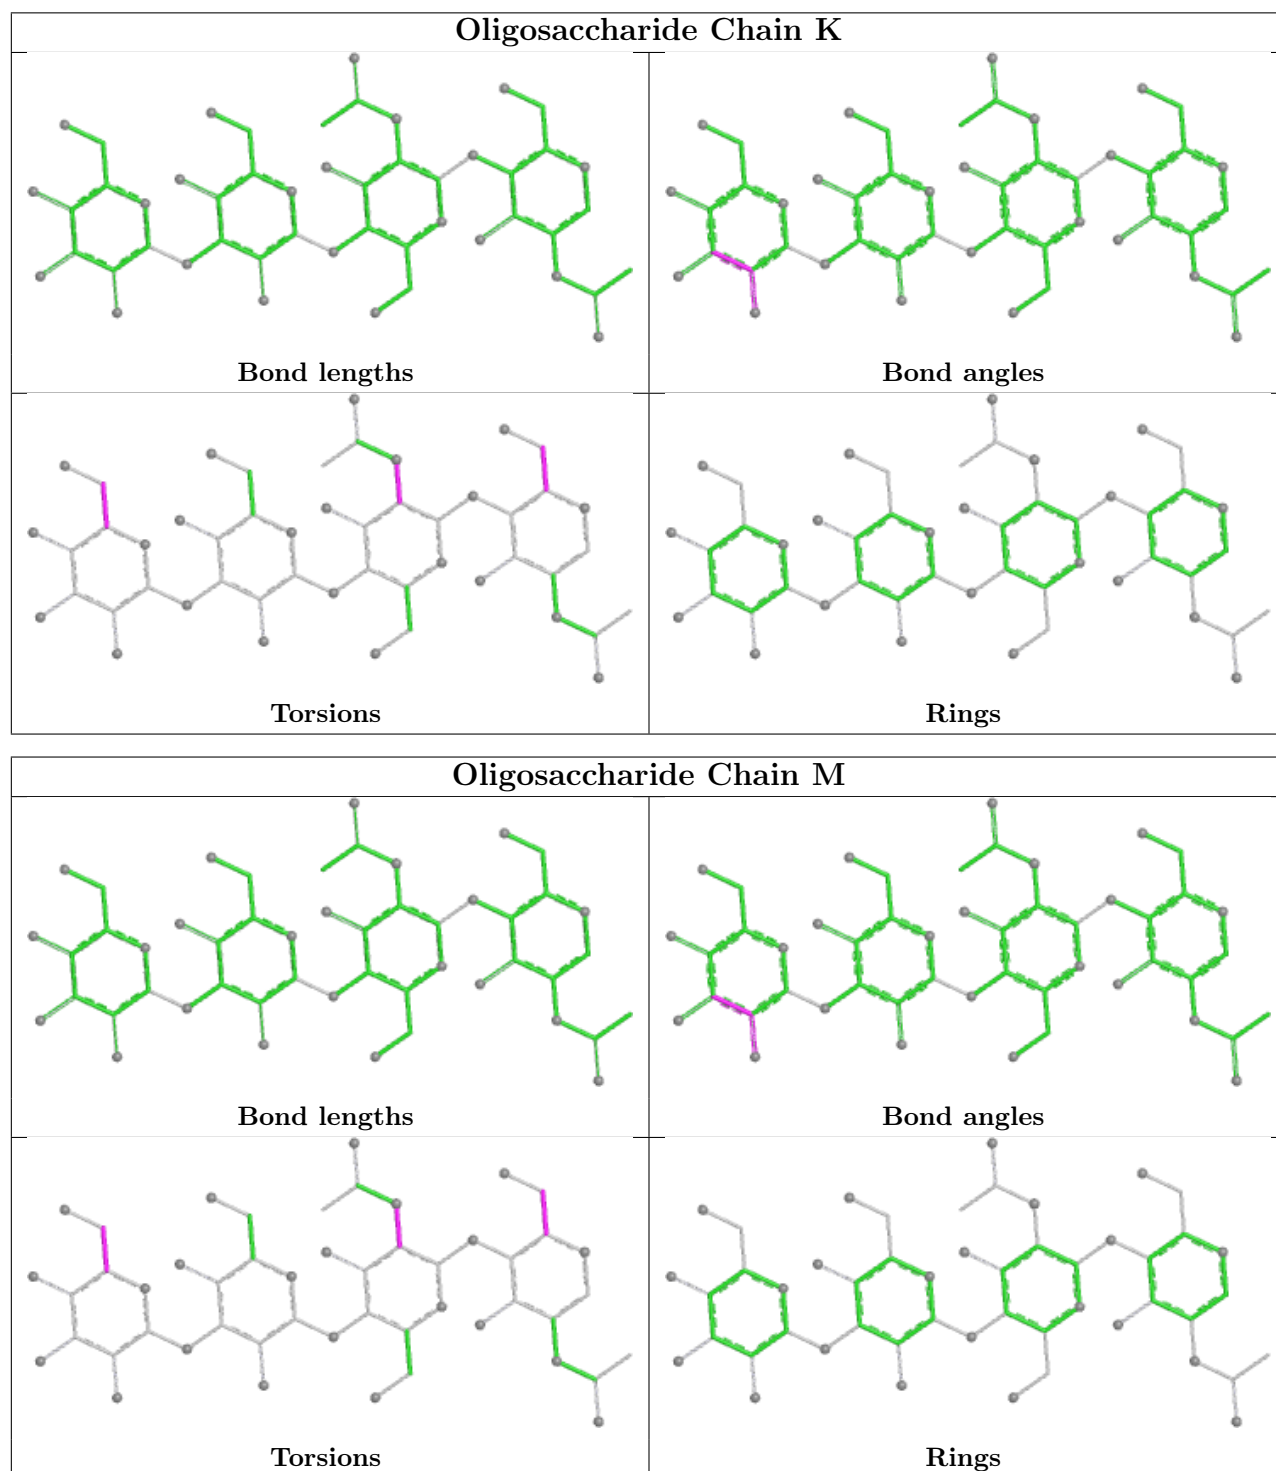 Oligosaccharide Chain K
Bond lengths
Bond angles
Torsions
Rings
Oligosaccharide Chain M
Bond lengths
Bond angles
Torsions
Rings